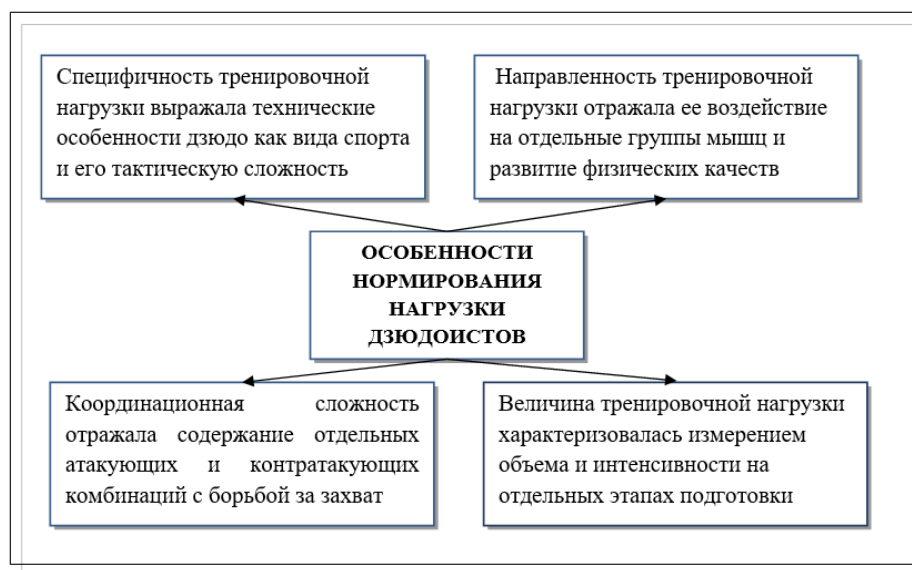 Специфичность тренировочной
нагрузки выражала технические
особенности дзюдо как вида спорта
и его тактическую сложность
Направленность тренировочной
нагрузки отражала ее воздействие
на отдельные группы мышц и
развитие физических качеств
ОСОБЕННОСТИ
НОРМИРОВАНИЯ
НАГРУЗКИ
ДЗЮДОИСТОВ
Координационная сложность
отражала содержание отдельных
атакующих и контратакующих
комбинаций с борьбой за захват
Величина тренировочной нагрузки
характеризовалась измерением
объема и интенсивности на
отдельных этапах подготовки